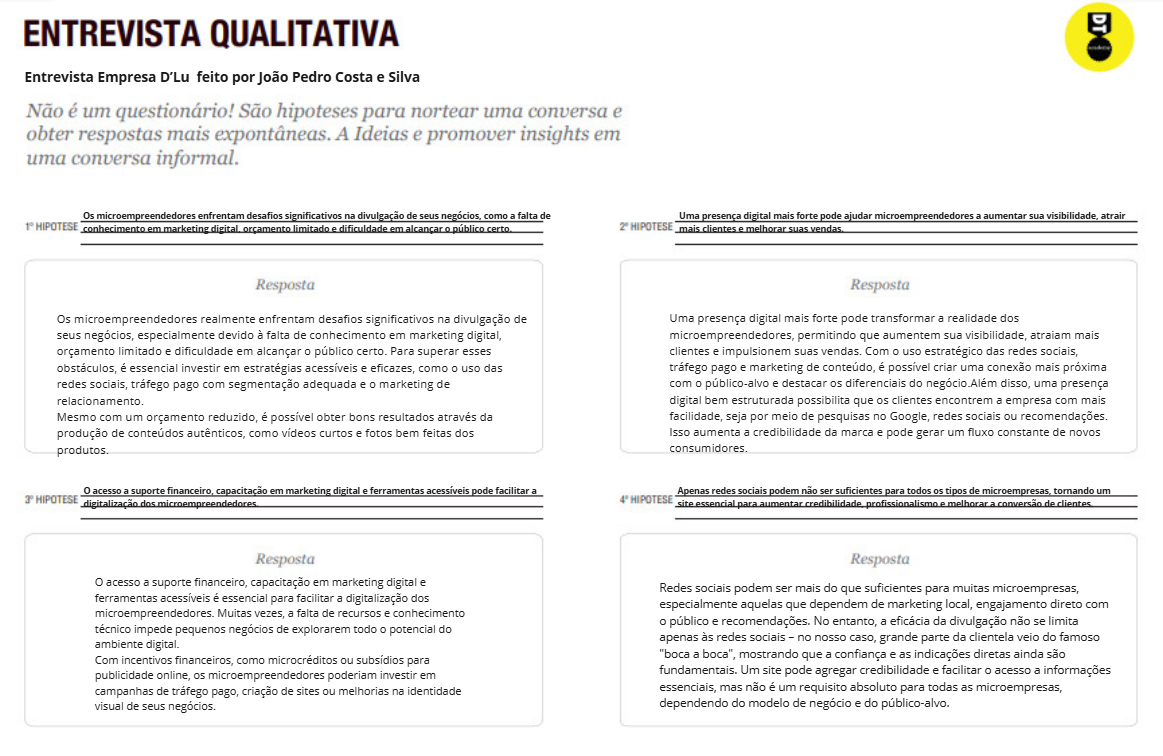 ENTREVISTA QUALITATIVA
DT
Entrevista Empresa D'Lu feito por João Pedro Costa e Silva
Não é um questionário! São hipoteses para nortear uma conversa e
obter respostas mais expontâneas. A Ideias e promover insights em
uma conversa informal.
1º HIPOTESE
Os microempreendedores enfrentam desafios significativos na divulgação de seus negócios, como a falta de
conhecimento em marketing digital, orçamento limitado e dificuldade em alcançar o público certo.
Resposta
Os microempreendedores realmente enfrentam desafios significativos na divulgação de
seus negócios, especialmente devido à falta de conhecimento em marketing digital,
orçamento limitado e dificuldade em alcançar o público certo. Para superar esses
obstáculos, é essencial investir em estratégias acessíveis e eficazes, como o uso das
redes sociais, tráfego pago com segmentação adequada e o marketing de
relacionamento.
Mesmo com um orçamento reduzido, é possível obter bons resultados através da
produção de conteúdos autênticos, como vídeos curtos e fotos bem feitas dos
produtos.
2º HIPOTESE
Uma presença digital mais forte pode ajudar microempreendedores a aumentar sua visibilidade, atrair
mais clientes e melhorar suas vendas.
Resposta
Uma presença digital mais forte pode transformar a realidade dos
microempreendedores, permitindo que aumentem sua visibilidade, atraiam mais
clientes e impulsionem suas vendas. Com o uso estratégico das redes sociais,
tráfego pago e marketing de conteúdo, é possível criar uma conexão mais próxima
com o público-alvo e destacar os diferenciais do negócio.Além disso, uma presença
digital bem estruturada possibilita que os clientes encontrem a empresa com mais
facilidade, seja por meio de pesquisas no Google, redes sociais ou recomendações.
Isso aumenta a credibilidade da marca e pode gerar um fluxo constante de novos
consumidores.
3º HIPOTESE
O acesso a suporte financeiro, capacitação em marketing digital e ferramentas acessíveis pode facilitar a
digitalização dos microempreendedores.
Resposta
O acesso a suporte financeiro, capacitação em marketing digital e
ferramentas acessíveis é essencial para facilitar a digitalização dos
microempreendedores. Muitas vezes, a falta de recursos e conhecimento
técnico impede pequenos negócios de explorarem todo o potencial do
ambiente digital.
Com incentivos financeiros, como microcréditos ou subsídios para
publicidade online, os microempreendedores poderiam investir em
campanhas de tráfego pago, criação de sites ou melhorias na identidade
visual de seus negócios.
4º HIPOTESE
Apenas redes sociais podem não ser suficientes para todos os tipos de microempresas, tornando um
site essencial para aumentar credibilidade, profissionalismo e melhorar a conversão de clientes.
Resposta
Redes sociais podem ser mais do que suficientes para muitas microempresas,
especialmente aquelas que dependem de marketing local, engajamento direto com
o público e recomendações. No entanto, a eficácia da divulgação não se limita
apenas às redes sociais – no nosso caso, grande parte da clientela veio do famoso
"boca a boca", mostrando que a confiança e as indicações diretas ainda são
fundamentais. Um site pode agregar credibilidade e facilitar o acesso a informações
essenciais, mas não é um requisito absoluto para todas as microempresas,
dependendo do modelo de negócio e do público-alvo.